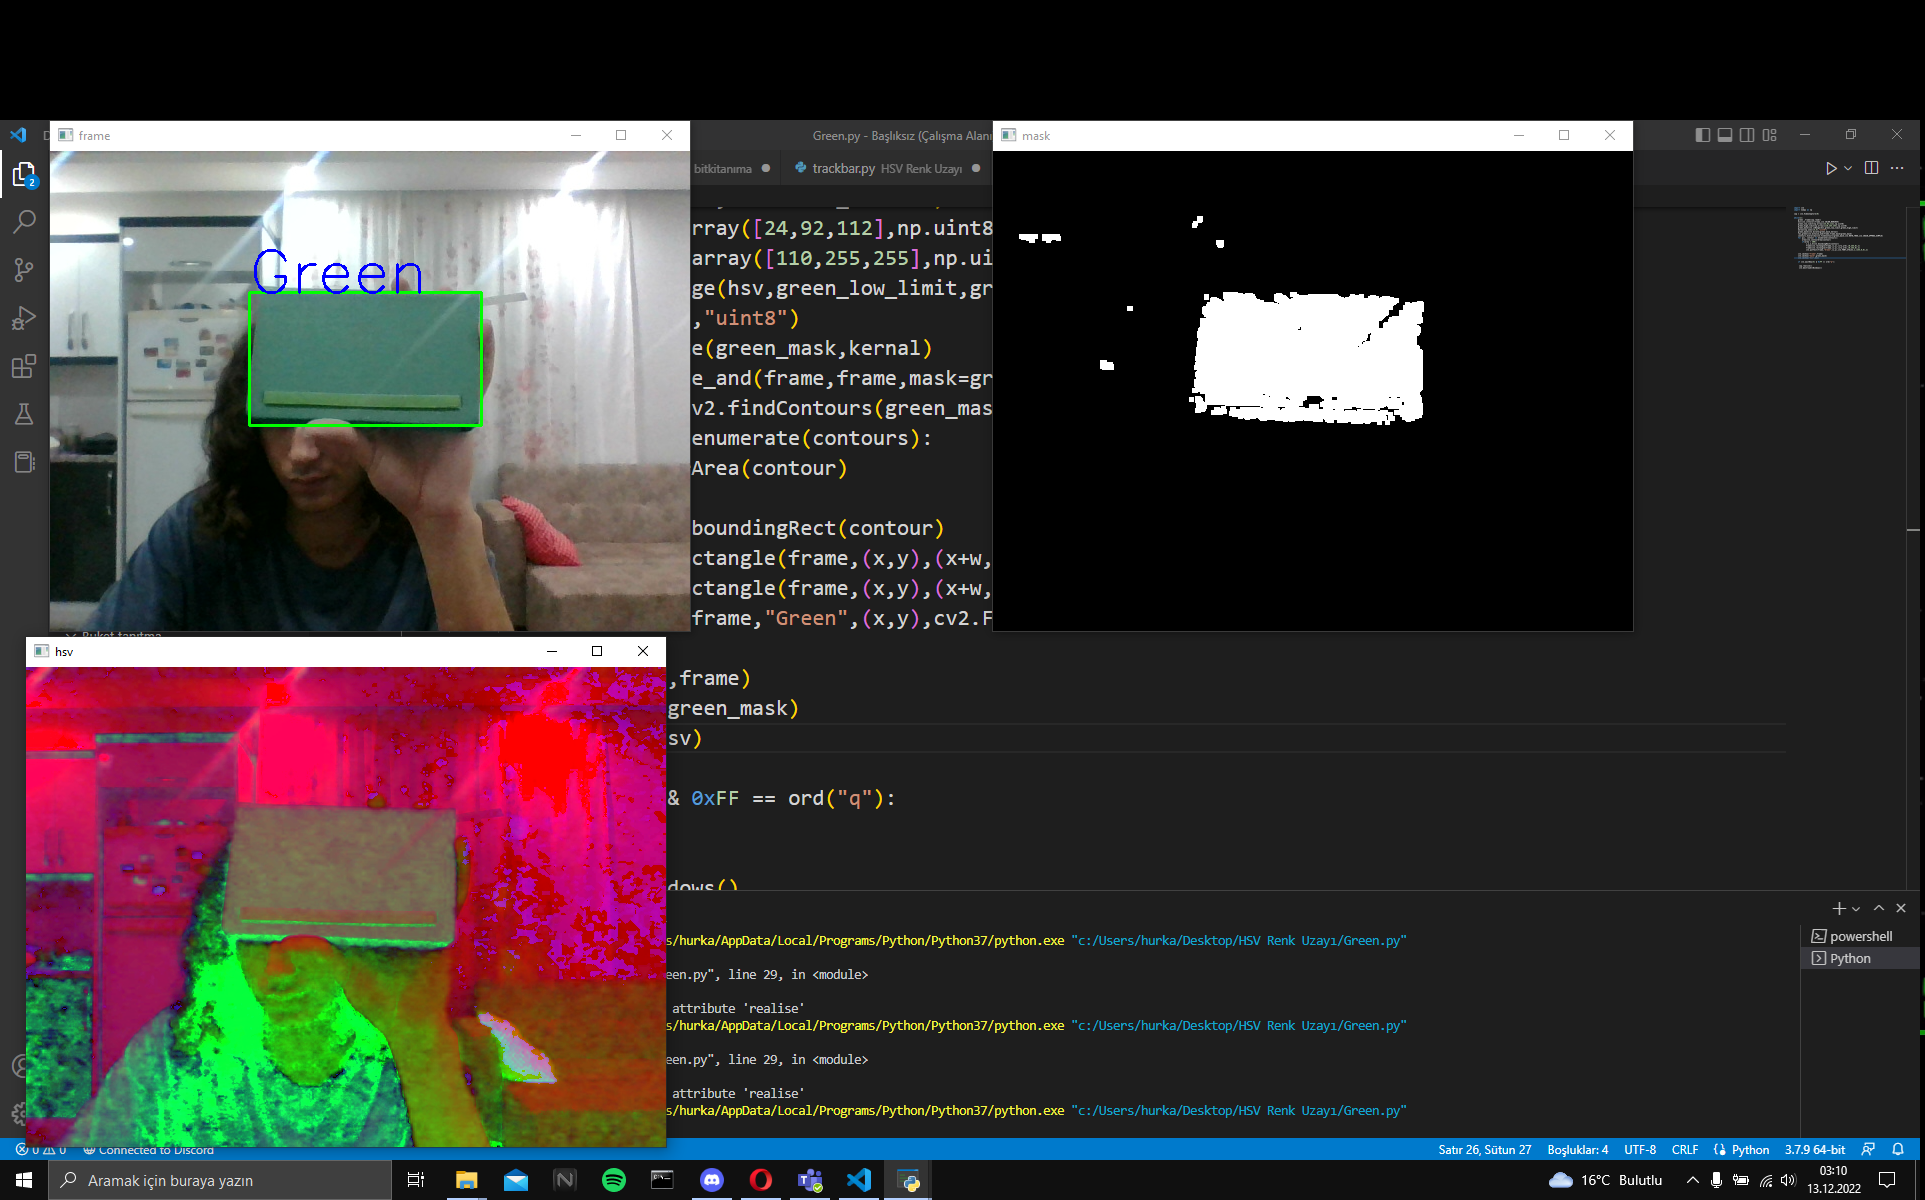 frame
Green.py - Başlıksız (Çalışma Alanı
mask
bitkitanıma
trackbar.py HSV Renk Uzayı
2
Green
rray([24,92,112],np.uint8
array([110,255,255],np.ui
ge(hsv,green_low_limit,gr
,"uint8")
e(green_mask,kernal)
e_and(frame,frame,mask=gr
v2.findContours(green_mas
enumerate(contours):
Area(contour)
boundingRect(contour)
ctangle(frame,(x,y),(x+w,
ctangle(frame,(x,y),(x+w,
frame,"Green",(x,y),cv2.F
,frame)
green_mask)
sv)
& 0xFF == ord("q"):
dows()
hsv
s/hurka/AppData/Local/Programs/Python/Python37/python.exe "c:/Users/hurka/Desktop/HSV Renk Uzayı/Green.py"
een.py", line 29, in <module>
attribute 'realise'
s/hurka/AppData/Local/Programs/Python/Python37/python.exe "c:/Users/hurka/Desktop/HSV Renk Uzayı/Green.py"
een.py", line 29, in <module>
attribute 'realise'
s/hurka/AppData/Local/Programs/Python/Python37/python.exe "c:/Users/hurka/Desktop/HSV Renk Uzayı/Green.py"
powershell
Python
0 0 Connected to Discord
Satır 26, Sütun 27 Boşluklar: 4 UTF-8 CRLF Python 3.7.9 64-bit
Aramak için buraya yazın
16°C Bulutlu
03:10
13.12.2022